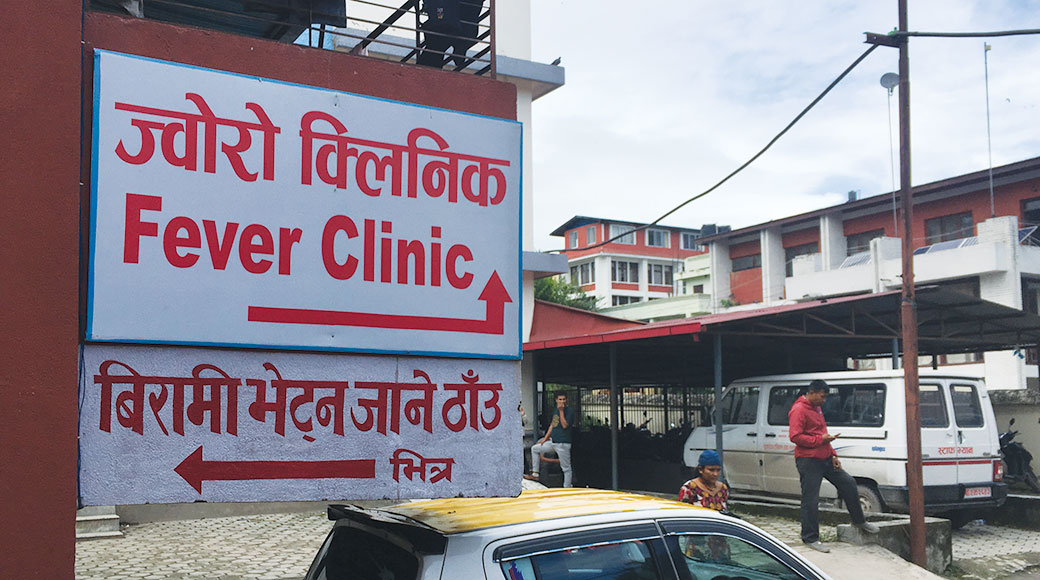 ज्वोरो क्लिनिक
Fever Clinic
बिरामी भेट्न जाने ठाँउ
भित्र
स्टाफ भ्यान